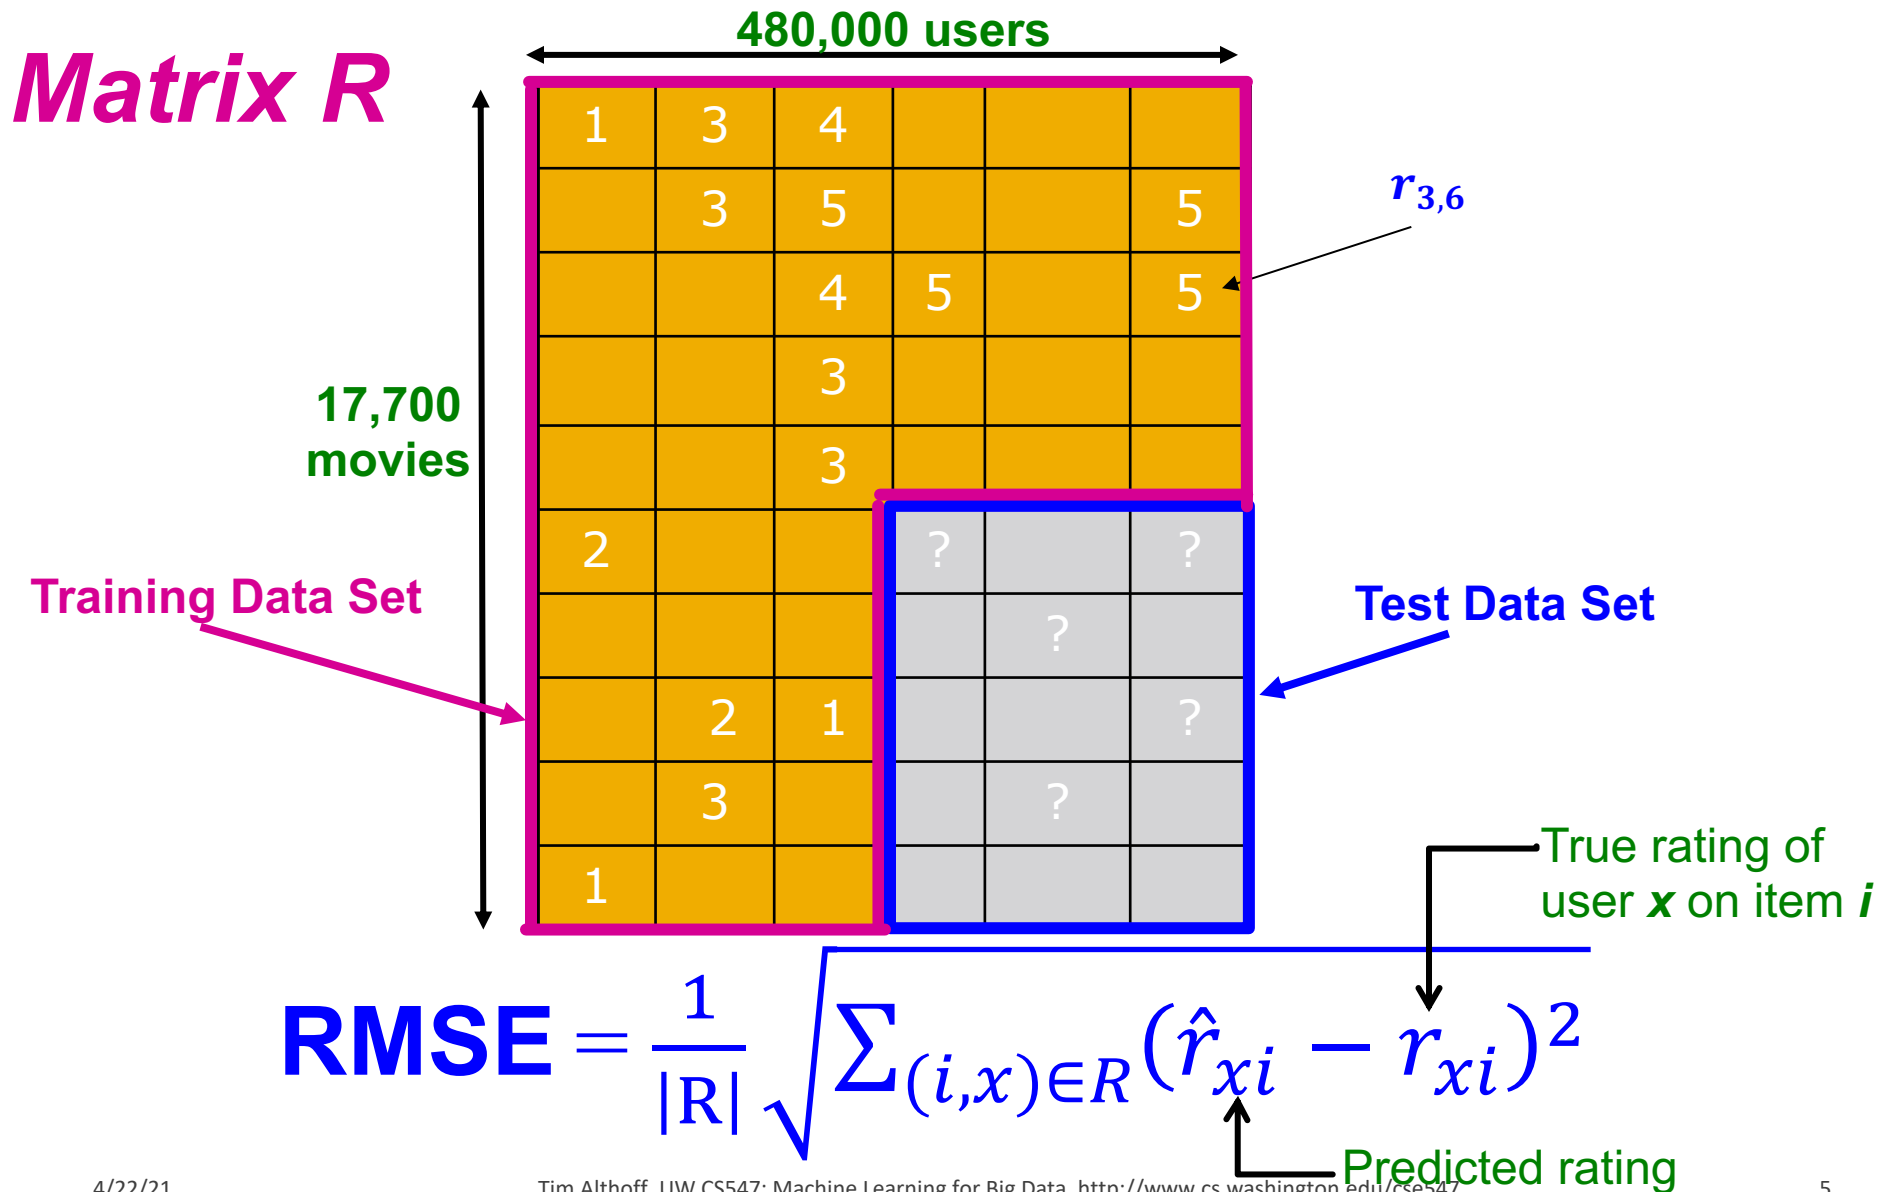 480,000 users
Matrix R
1 3 4
3 5 5
r3,6
4 5 5
3
17,700
movies
3
2 ? ?
Training Data Set
?
Test Data Set
2 1 ?
3 ?
1
True rating of
user x on item i
RMSE = 1/|R| √∑(i,x)∈R (r̂xi − rxi)²
Predicted rating
4/22/21 Tim Althoff, UW CS547: Machine Learning for Big Data, http://www.cs.washington.edu/cse547 5